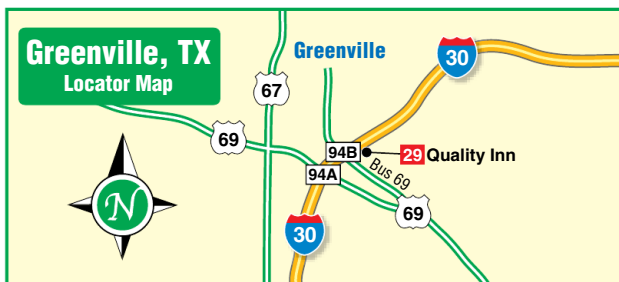 Greenville, TX
Locator Map
Greenville
30
67
69
94B
29 Quality Inn
Bus 69
94A
N
69
30